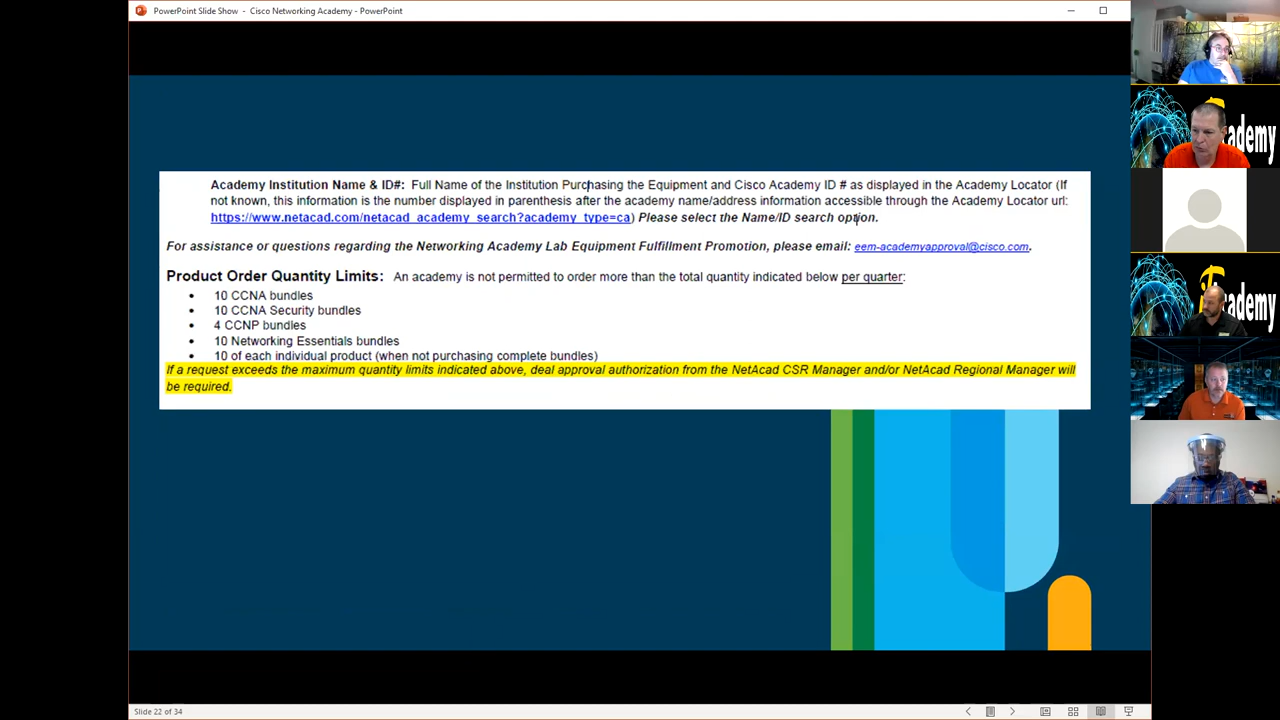 PowerPoint Slide Show - Cisco Networking Academy - PowerPoint
Academy Institution Name & ID#: Full Name of the Institution Purchasing the Equipment and Cisco Academy ID # as displayed in the Academy Locator (If
not known, this information is the number displayed in parenthesis after the academy name/address information accessible through the Academy Locator url:
https://www.netacad.com/netacad_academy_search?academy_type=ca) Please select the Name/ID search option.
For assistance or questions regarding the Networking Academy Lab Equipment Fulfillment Promotion, please email: eem-academyapproval@cisco.com.
Product Order Quantity Limits: An academy is not permitted to order more than the total quantity indicated below per quarter:
• 10 CCNA bundles
• 10 CCNA Security bundles
• 4 CCNP bundles
• 10 Networking Essentials bundles
• 10 of each individual product (when not purchasing complete bundles)
If a request exceeds the maximum quantity limits indicated above, deal approval authorization from the NetAcad CSR Manager and/or NetAcad Regional Manager will
be required.
Slide 22 of 34